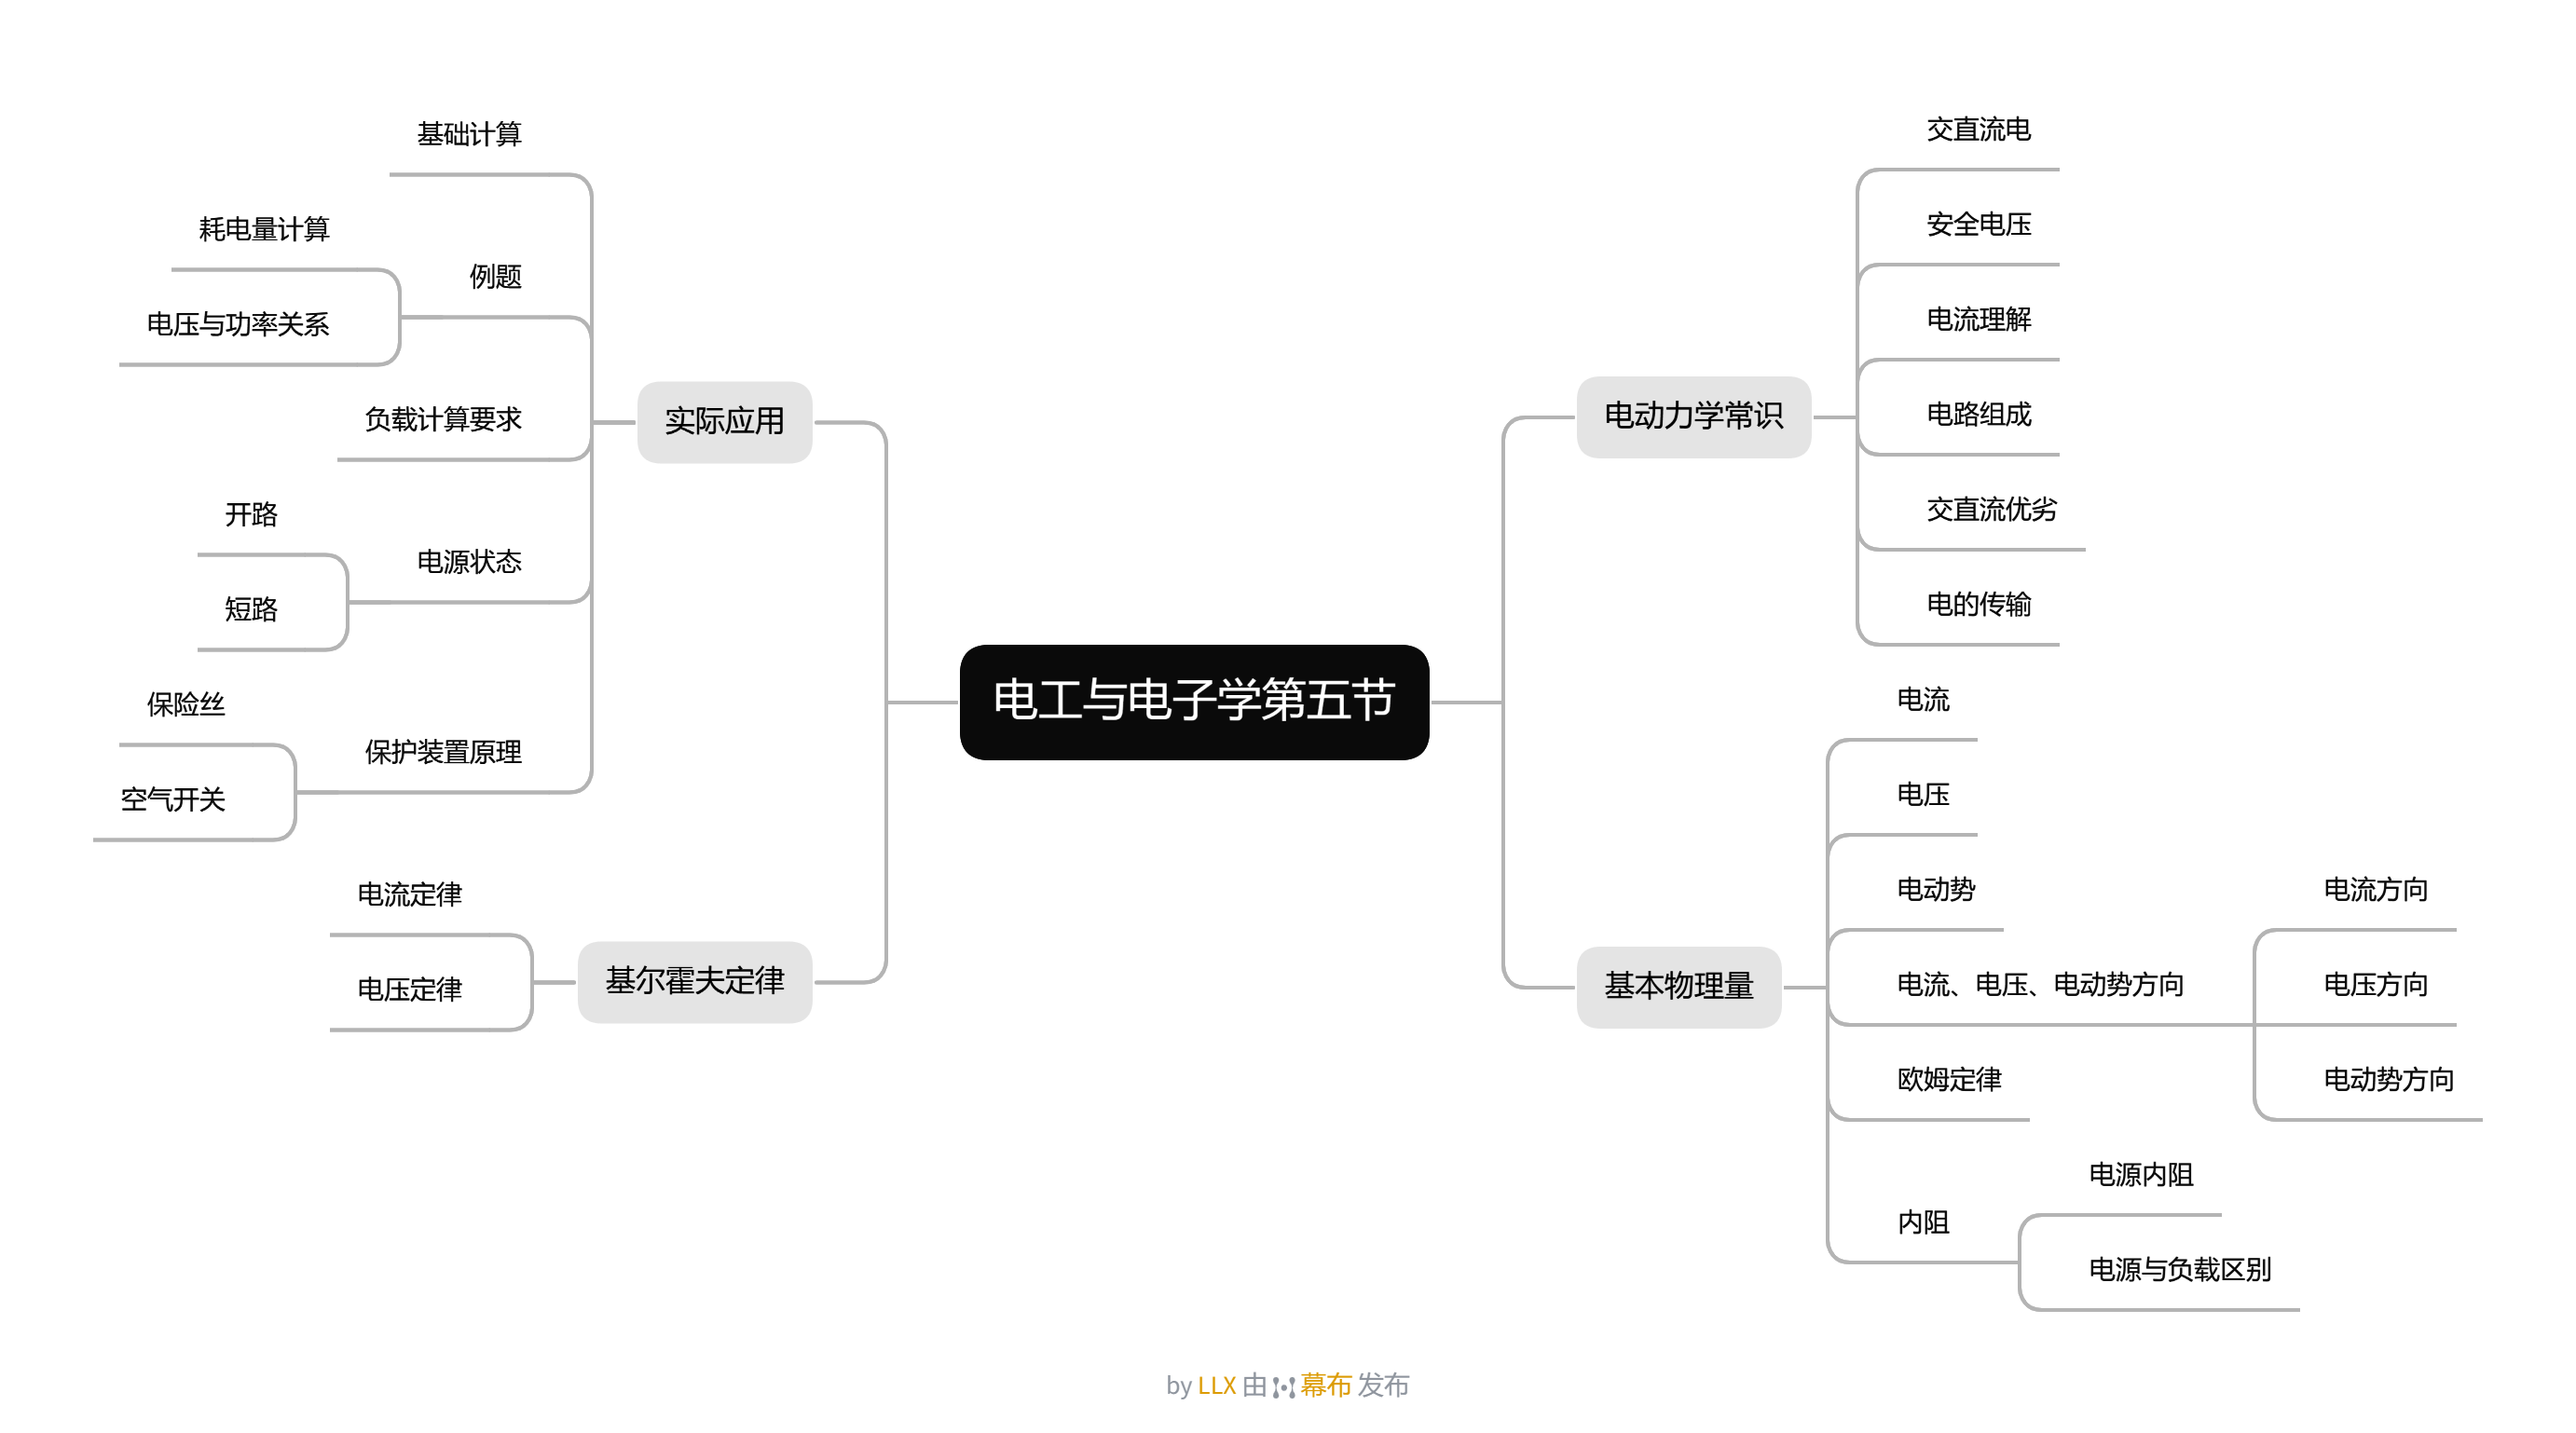 电工与电子学第五节
电动力学常识
交直流电
安全电压
电流理解
电路组成
交直流优劣
电的传输
基本物理量
电流
电压
电动势
电流、电压、电动势方向
电流方向
电压方向
电动势方向
欧姆定律
内阻
电源内阻
电源与负载区别
实际应用
基础计算
例题
耗电量计算
电压与功率关系
负载计算要求
电源状态
开路
短路
保护装置原理
保险丝
空气开关
基尔霍夫定律
电流定律
电压定律
by LLX 由 幕布 发布